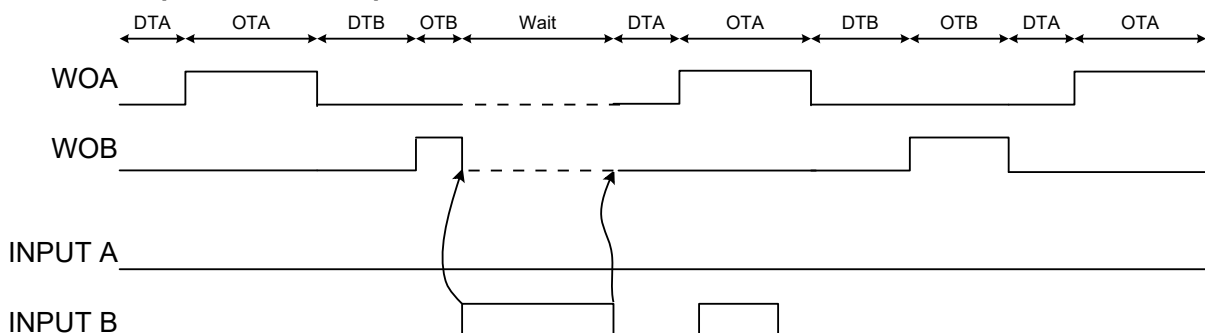 DTA OTA DTB OTB Wait DTA OTA DTB OTB DTA OTA
WOA
WOB
INPUT A
INPUT B